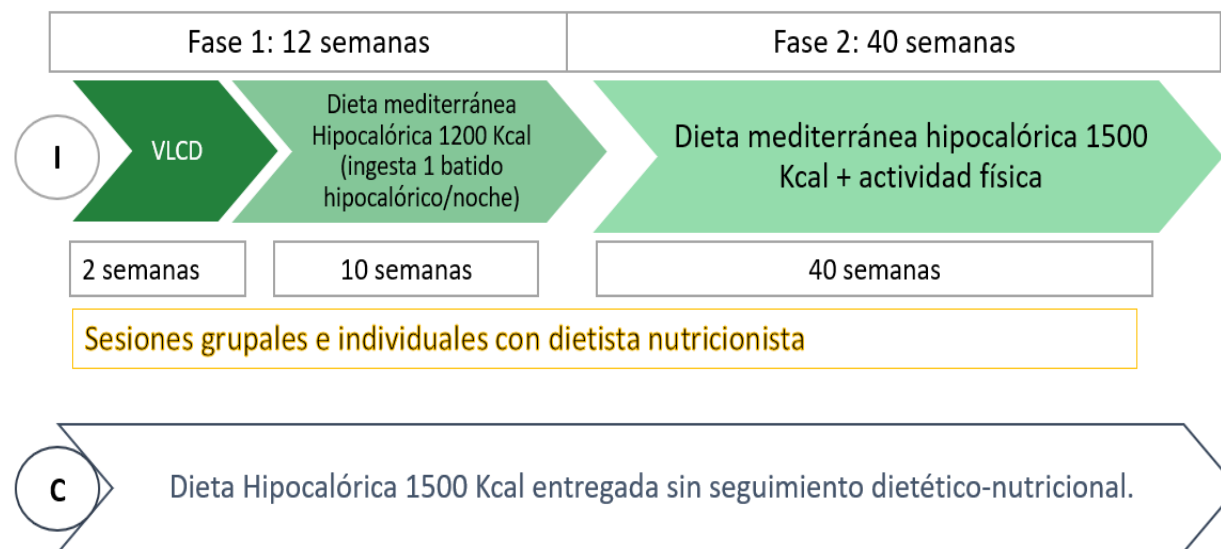 Fase 1: 12 semanas
Fase 2: 40 semanas
I
VLCD
Dieta mediterránea
Hipocalórica 1200 Kcal
(ingesta 1 batido
hipocalórico/noche)
Dieta mediterránea hipocalórica 1500
Kcal + actividad física
2 semanas
10 semanas
40 semanas
Sesiones grupales e individuales con dietista nutricionista
C
Dieta Hipocalórica 1500 Kcal entregada sin seguimiento dietético-nutricional.